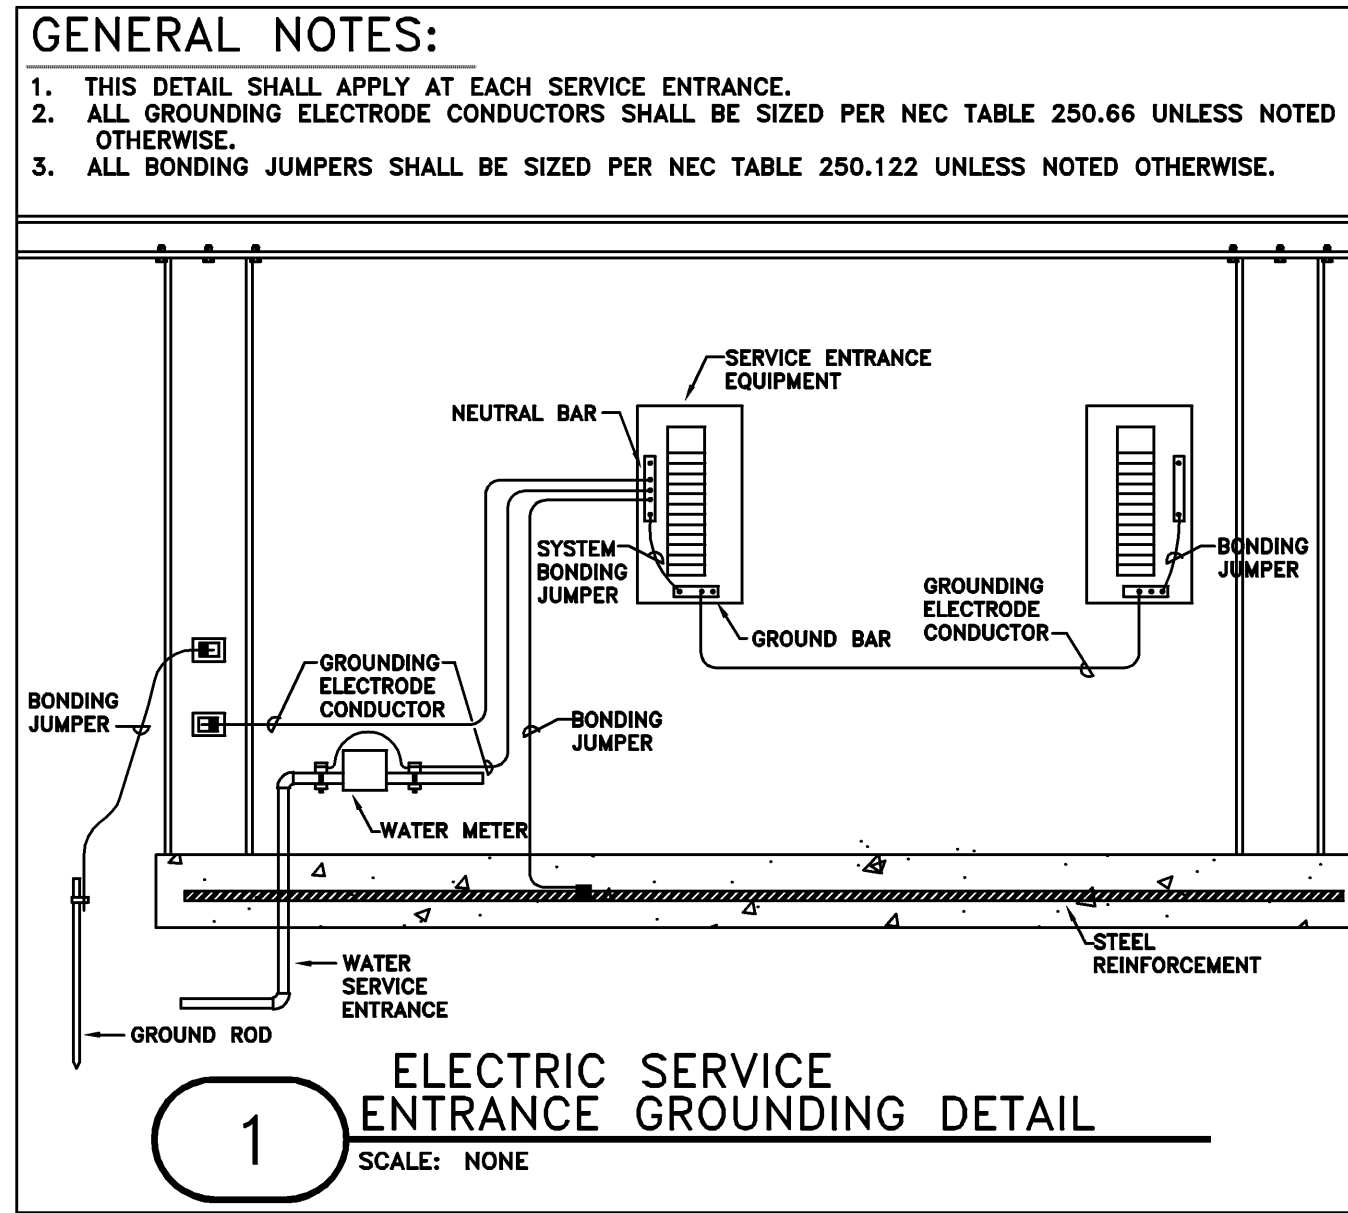 GENERAL NOTES:
1. THIS DETAIL SHALL APPLY AT EACH SERVICE ENTRANCE.
2. ALL GROUNDING ELECTRODE CONDUCTORS SHALL BE SIZED PER NEC TABLE 250.66 UNLESS NOTED
OTHERWISE.
3. ALL BONDING JUMPERS SHALL BE SIZED PER NEC TABLE 250.122 UNLESS NOTED OTHERWISE.
SERVICE ENTRANCE
EQUIPMENT
NEUTRAL BAR
SYSTEM
BONDING
JUMPER
BONDING
JUMPER
GROUNDING
ELECTRODE
CONDUCTOR
GROUND BAR
GROUNDING
ELECTRODE
CONDUCTOR
BONDING
JUMPER
BONDING
JUMPER
WATER METER
STEEL
REINFORCEMENT
WATER
SERVICE
ENTRANCE
GROUND ROD
1
ELECTRIC SERVICE
ENTRANCE GROUNDING DETAIL
SCALE: NONE